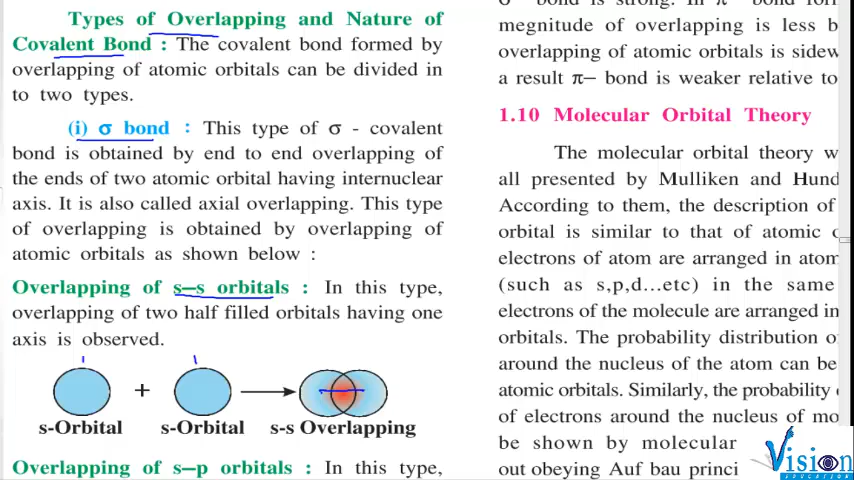 Types of Overlapping and Nature of
Covalent Bond : The covalent bond formed by
overlapping of atomic orbitals can be divided in
to two types.
(i) σ bond : This type of σ - covalent
bond is obtained by end to end overlapping of
the ends of two atomic orbital having internuclear
axis. It is also called axial overlapping. This type
of overlapping is obtained by overlapping of
atomic orbitals as shown below :
Overlapping of s–s orbitals : In this type,
overlapping of two half filled orbitals having one
axis is observed.
+
s-Orbital s-Orbital s-s Overlapping
Overlapping of s–p orbitals : In this type,
bond is strong. In π bond
megnitude of overlapping is less
overlapping of atomic orbitals is
a result π– bond is weaker relative to
1.10 Molecular Orbital Theory
The molecular orbital theory
all presented by Mulliken and Hund
According to them, the description of
orbital is similar to that of atomic
electrons of atom are arranged in
(such as s,p,d...etc) in the same
electrons of the molecule are arranged in
orbitals. The probability distribution
around the nucleus of the atom can be
atomic orbitals. Similarly, the probability
of electrons around the nucleus of
be shown by molecular
out obeying Auf bau
Vision
EDUCATION